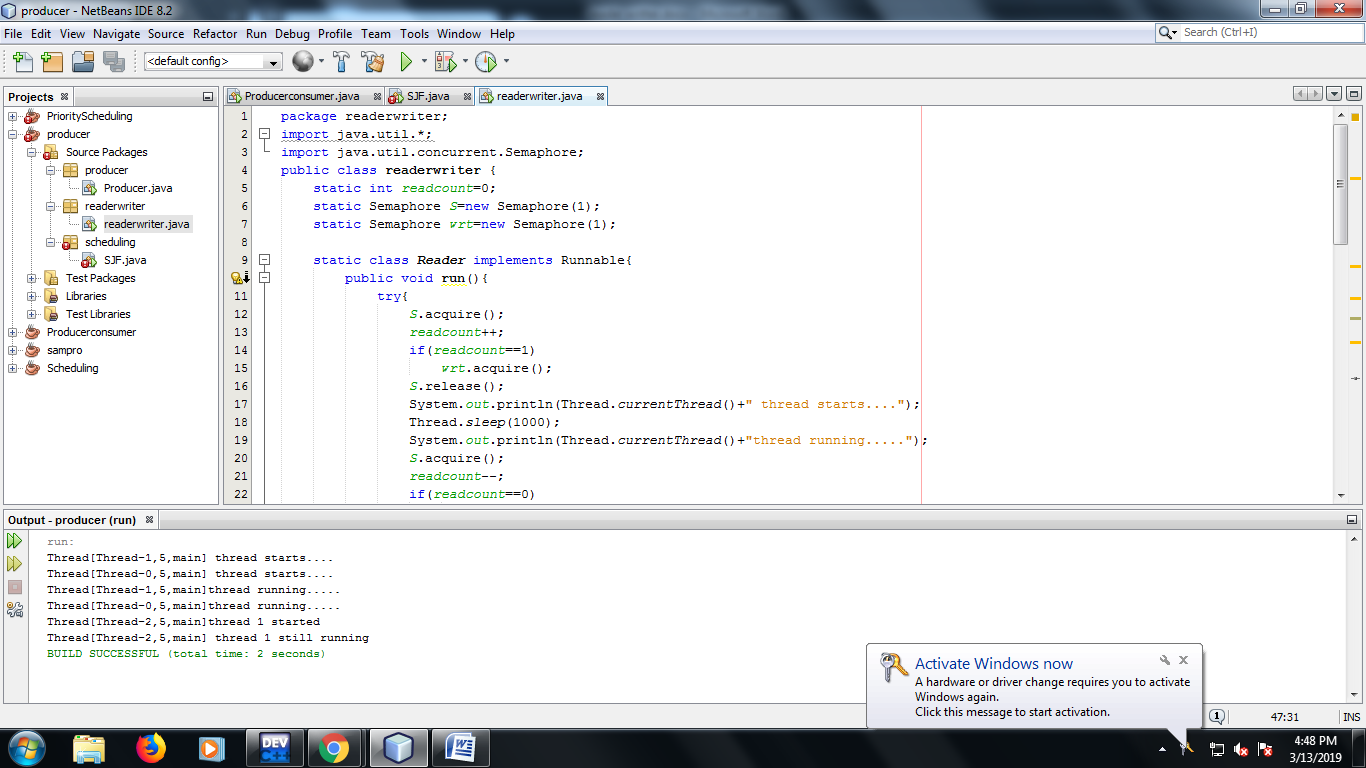 producer - NetBeans IDE 8.2
File Edit View Navigate Source Refactor Run Debug Profile Team Tools Window Help
Search (Ctrl+I)
<default config>
Projects
PriorityScheduling
producer
Source Packages
producer
Producer.java
readerwriter
readerwriter.java
scheduling
SJF.java
Test Packages
Libraries
Test Libraries
Producerconsumer
sampro
Scheduling
Producerconsumer.java SJF.java readerwriter.java
1 package readerwriter;
2 import java.util.*;
3 import java.util.concurrent.Semaphore;
4 public class readerwriter {
5 static int readcount=0;
6 static Semaphore S=new Semaphore(1);
7 static Semaphore wrt=new Semaphore(1);
8
9 static class Reader implements Runnable{
public void run(){
11 try{
12 S.acquire();
13 readcount++;
14 if(readcount==1)
15 wrt.acquire();
16 S.release();
17 System.out.println(Thread.currentThread()+" thread starts....");
18 Thread.sleep(1000);
19 System.out.println(Thread.currentThread()+"thread running.....");
20 S.acquire();
21 readcount--;
22 if(readcount==0)
Output - producer (run)
run:
Thread[Thread-1,5,main] thread starts....
Thread[Thread-0,5,main] thread starts....
Thread[Thread-1,5,main]thread running.....
Thread[Thread-0,5,main]thread running.....
Thread[Thread-2,5,main]thread 1 started
Thread[Thread-2,5,main] thread 1 still running
BUILD SUCCESSFUL (total time: 2 seconds)
Activate Windows now
A hardware or driver change requires you to activate
Windows again.
Click this message to start activation.
1 47:31 INS
DEV
C++
4:48 PM
3/13/2019